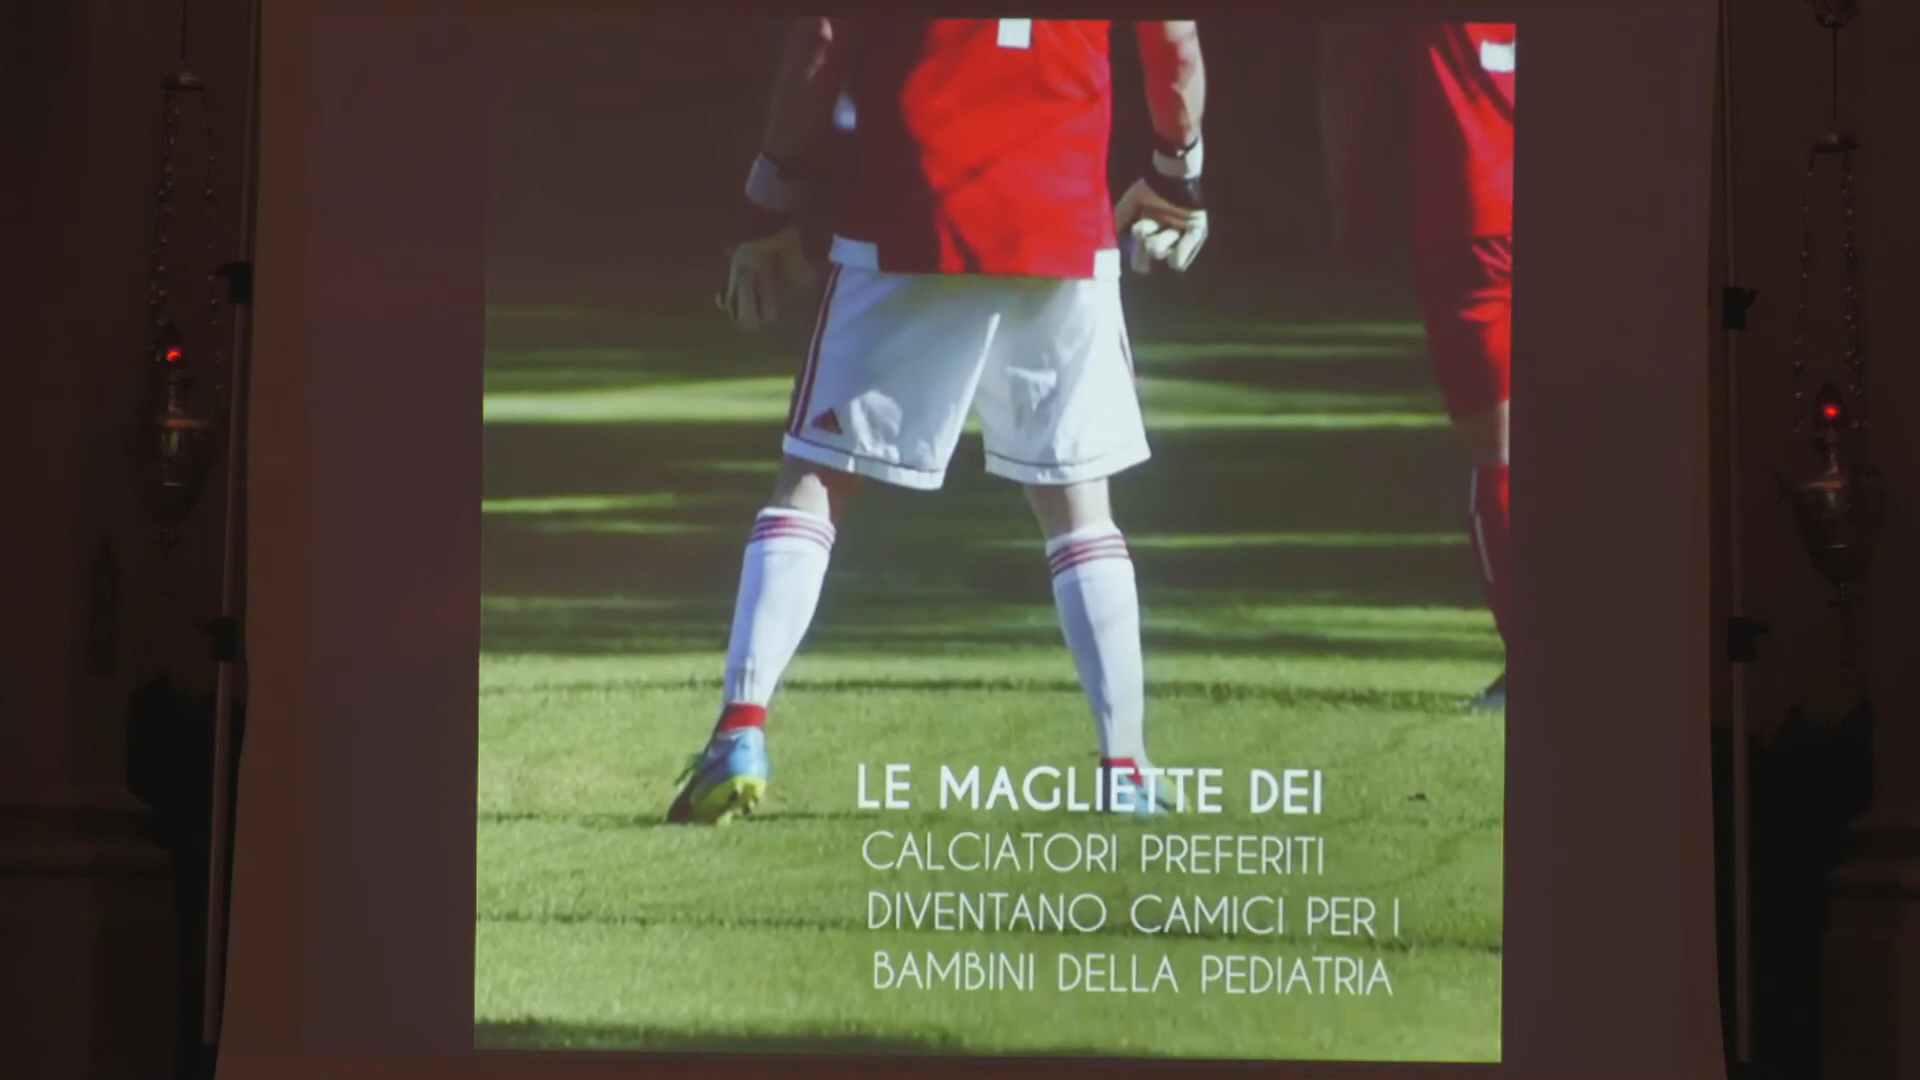 LE MAGLIETTE DEI
CALCIATORI PREFERITI
DIVENTANO CAMICI PER I
BAMBINI DELLA PEDIATRIA